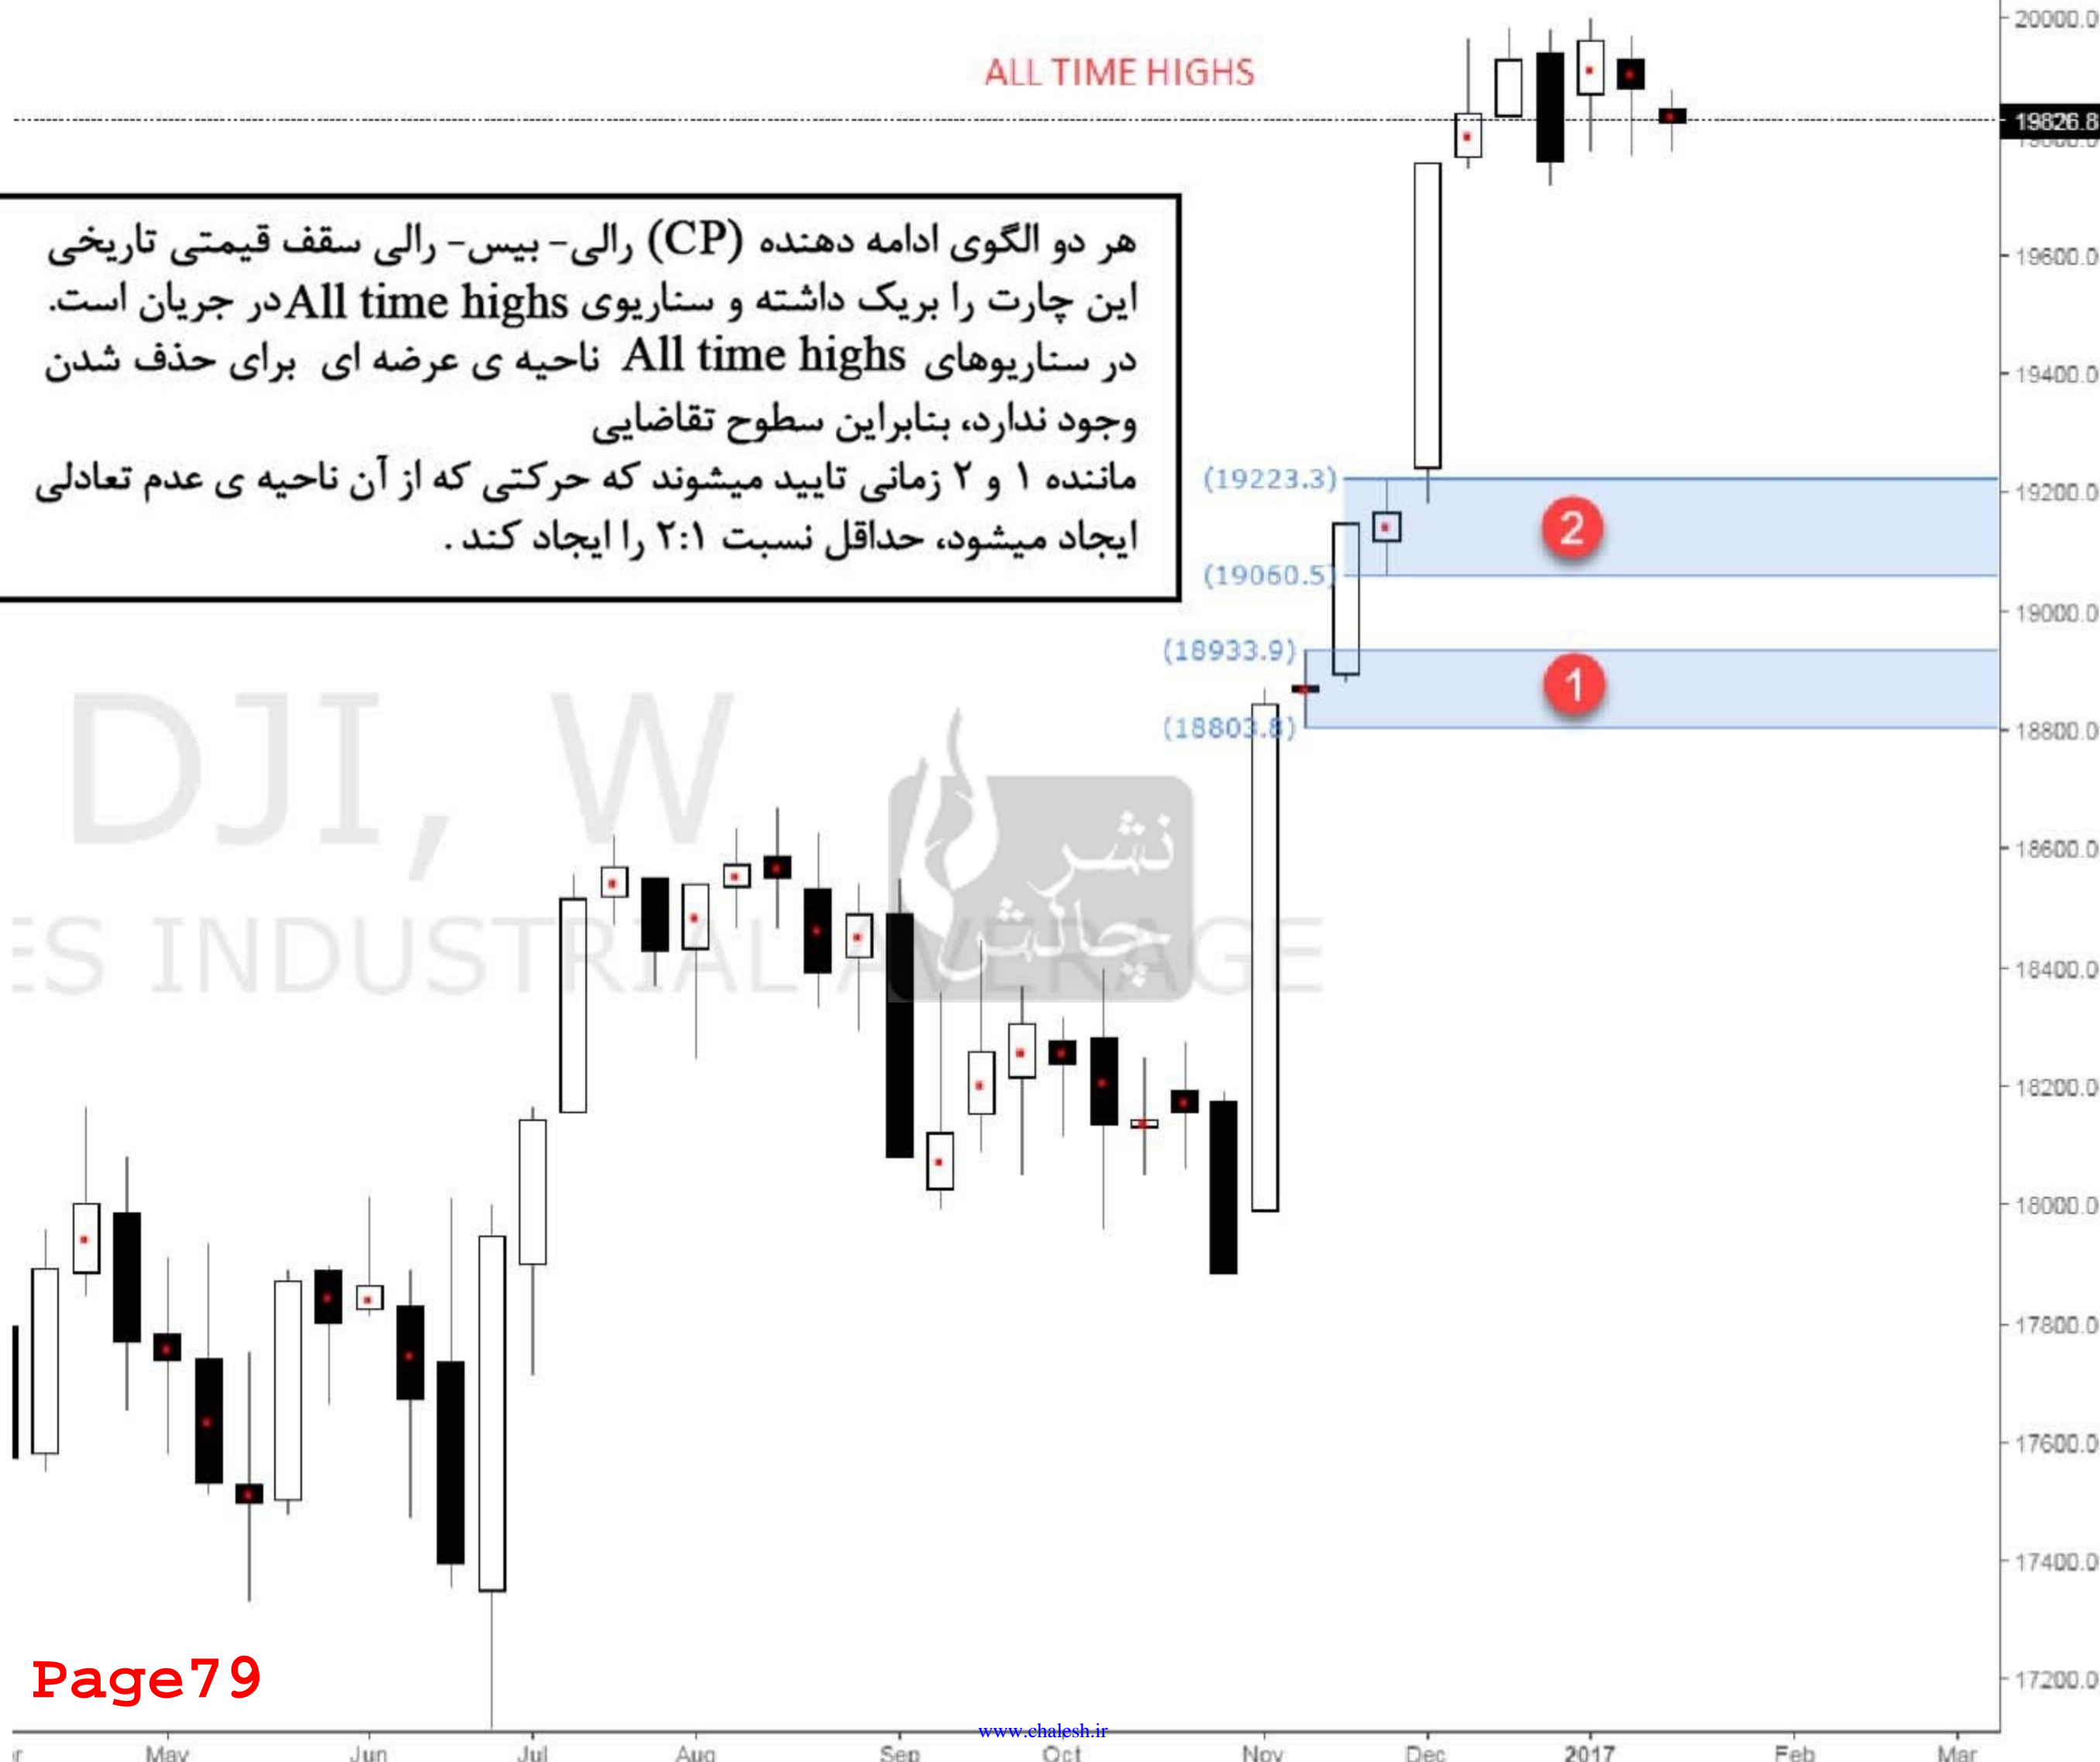 20000.0
ALL TIME HIGHS
19826.8
هر دو الگوی ادامه دهنده (CP) رالی- بیس- رالی سقف قیمتی تاریخی
این چارت را بریک داشته و سناریوی All time highs در جریان است.
در سناریوهای All time highs ناحیه ی عرضه ای برای حذف شدن
وجود ندارد، بنابراین سطوح تقاضایی
ماننده ۱ و ۲ زمانی تایید میشوند که حرکتی که از آن ناحیه ی عدم تعادلی
ایجاد میشود، حداقل نسبت ۲:۱ را ایجاد کند .
19600.0
19400.0
(19223.3)
19200.0
2
(19060.5)
19000.0
(18933.9)
1
(18803.8)
18800.0
DJI, W
18600.0
نشر
چالش
ES INDUSTRIAL AVERAGE
18400.0
18200.0
18000.0
17800.0
17600.0
17400.0
Page79
17200.0
www.chalesh.ir
May Jun Jul Aug Sep Oct Nov Dec 2017 Feb Mar